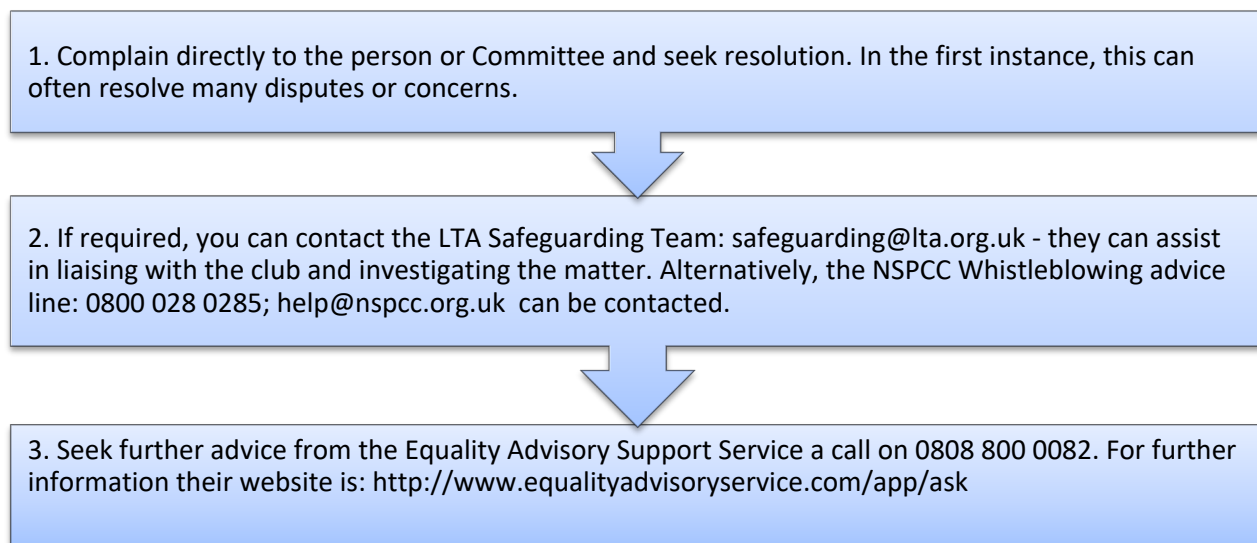 1. Complain directly to the person or Committee and seek resolution. In the first instance, this can
often resolve many disputes or concerns.
2. If required, you can contact the LTA Safeguarding Team: safeguarding@lta.org.uk - they can assist
in liaising with the club and investigating the matter. Alternatively, the NSPCC Whistleblowing advice
line: 0800 028 0285; help@nspcc.org.uk can be contacted.
3. Seek further advice from the Equality Advisory Support Service a call on 0808 800 0082. For further
information their website is: http://www.equalityadvisoryservice.com/app/ask